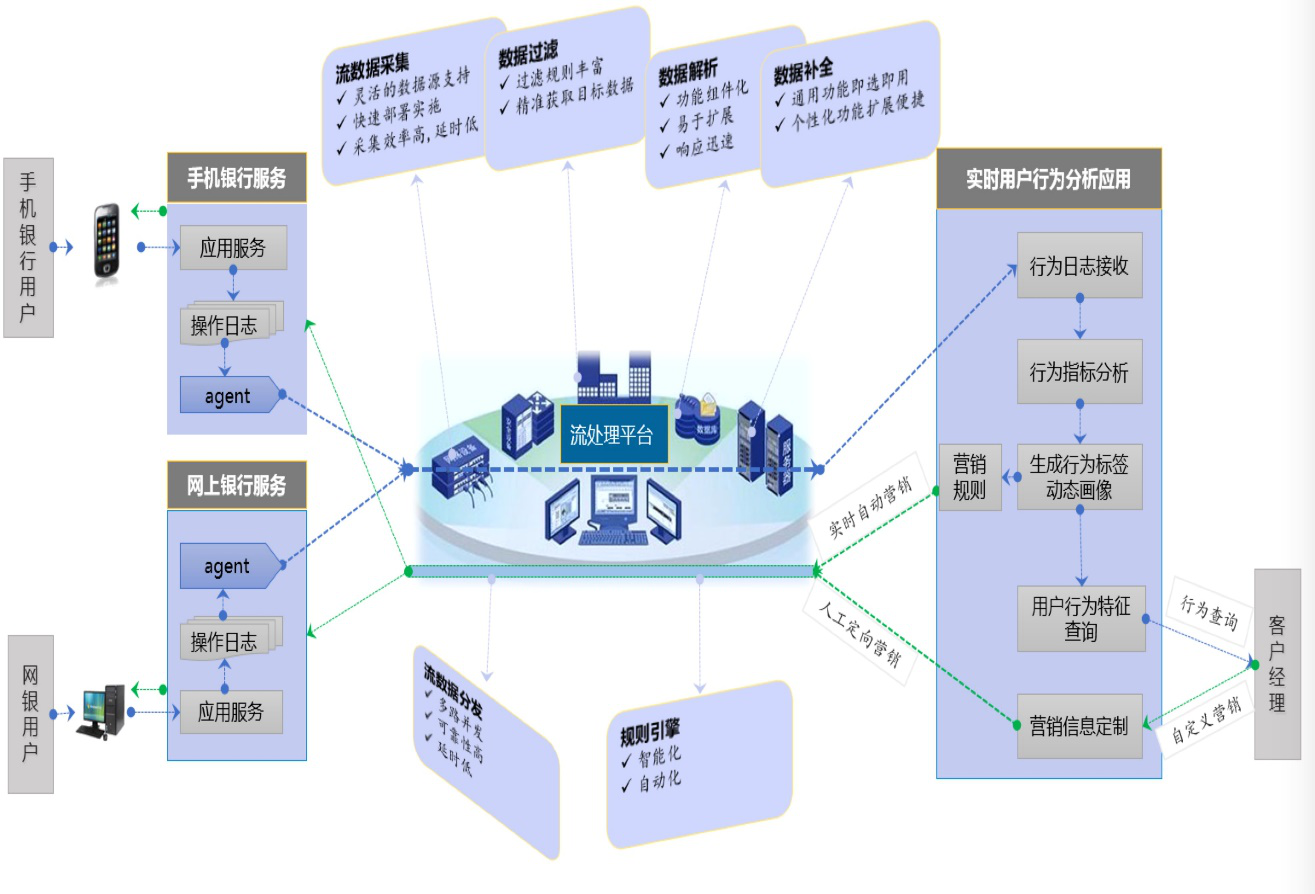 流数据采集
✓ 灵活的数据源支持
✓ 快速部署实施
✓ 采集效率高,延时低
数据过滤
✓ 过滤规则丰富
✓ 精准获取目标数据
数据解析
✓ 功能组件化
✓ 易于扩展
✓ 响应迅速
数据补全
✓ 通用功能即选即用
✓ 个性化功能扩展便捷
手机银行用户
手机银行服务
应用服务
操作日志
agent
网上银行服务
agent
操作日志
应用服务
网银用户
流处理平台
网络设备
数据库
服务器
实时用户行为分析应用
行为日志接收
行为指标分析
生成行为标签
动态画像
营销
规则
用户行为特征
查询
营销信息定制
实时自动营销
人工定向营销
行为查询
自定义营销
客户经理
流数据分发
✓ 多路并发
✓ 可靠性高
✓ 延时低
规则引擎
✓ 智能化
✓ 自动化